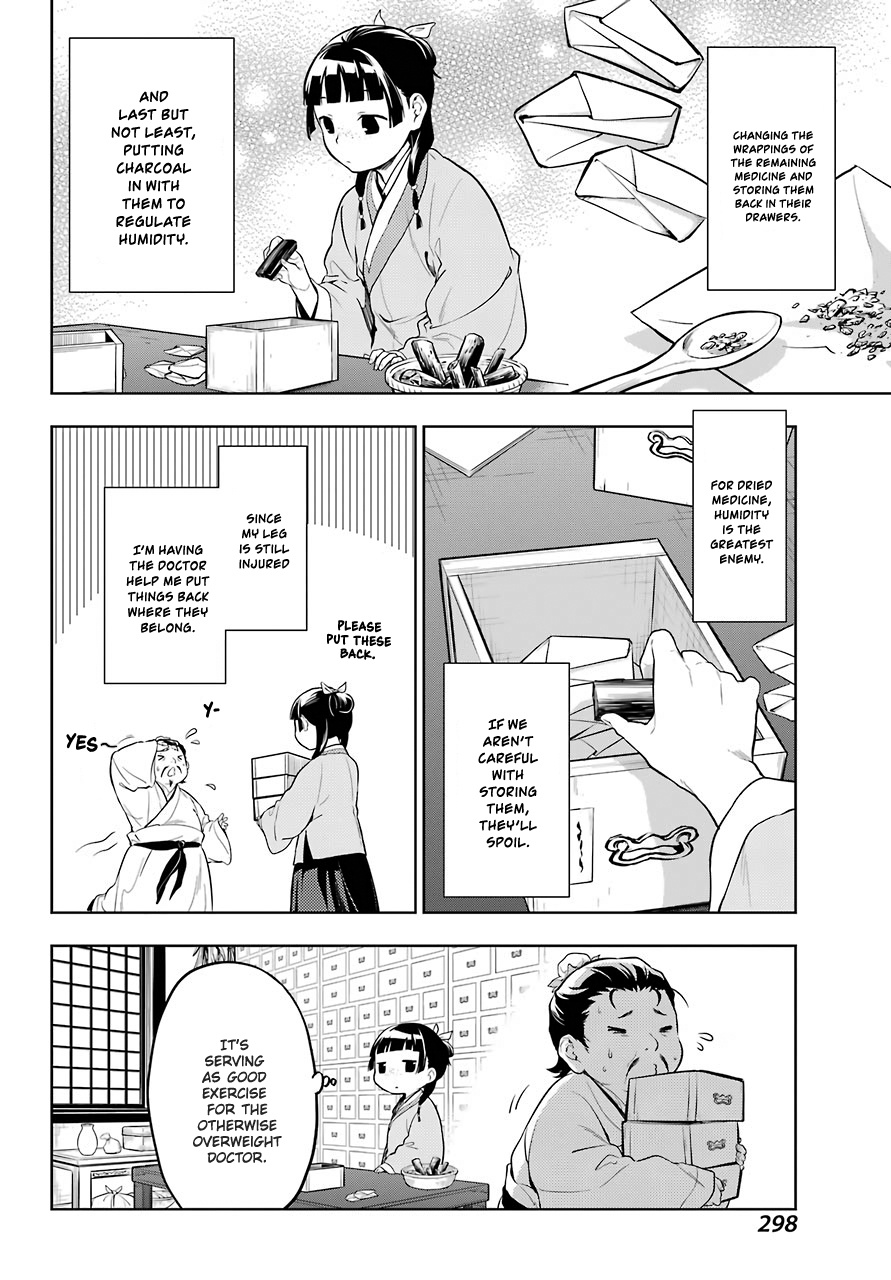 CHANGING THE
WRAPPINGS OF
THE REMAINING
MEDICINE AND
STORING THEM
BACK IN THEIR
DRAWERS.
AND
LAST BUT
NOT LEAST,
PUTTING
CHARCOAL
IN WITH
THEM TO
REGULATE
HUMIDITY.
FOR DRIED
MEDICINE,
HUMIDITY
IS THE
GREATEST
ENEMY.
IF WE
AREN'T
CAREFUL
WITH
STORING
THEM,
THEY'LL
SPOIL.
SINCE
MY LEG
IS STILL
INJURED
I'M HAVING
THE DOCTOR
HELP ME PUT
THINGS BACK
WHERE THEY
BELONG.
PLEASE
PUT THESE
BACK.
Y-
YES~
IT'S
SERVING
AS GOOD
EXERCISE
FOR THE
OTHERWISE
OVERWEIGHT
DOCTOR.
298